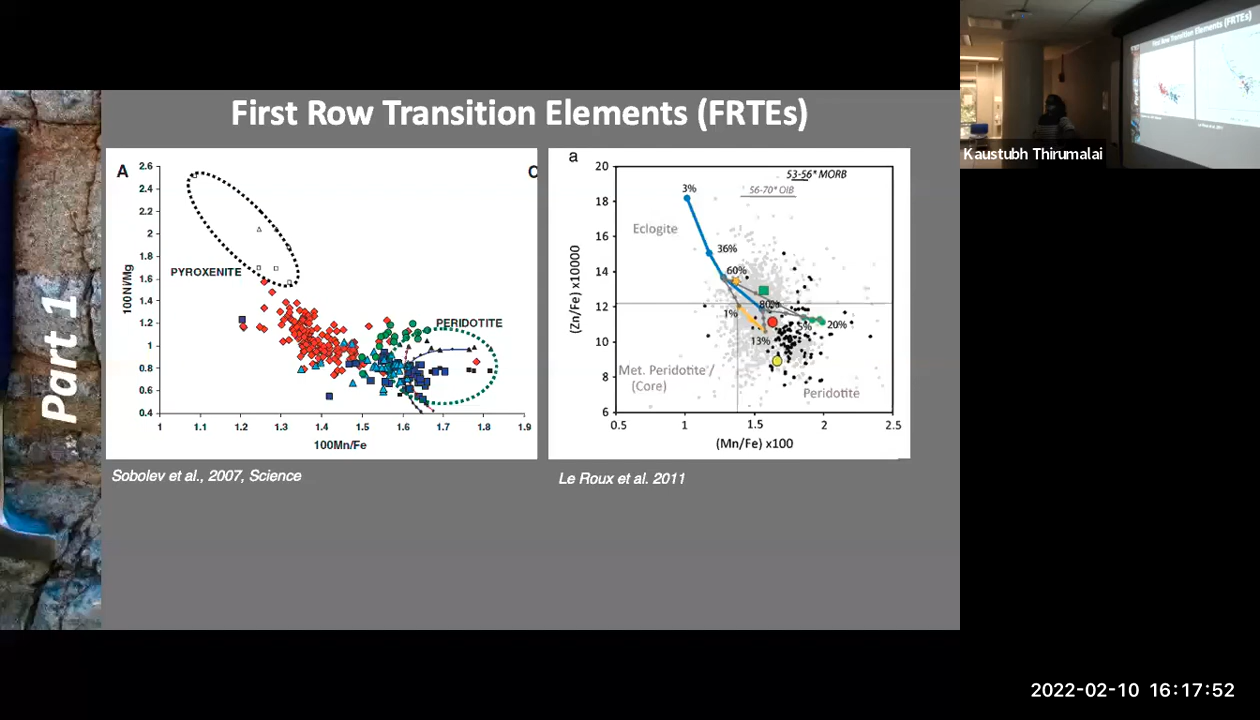 First Row Transition Elements (FRTEs)
Part 1
A
C
2.6
2.4
2.2
2
1.8
1.6
1.4
1.2
1
0.8
0.6
0.4
100Ni/Mg
PYROXENITE
PERIDOTITE
1 1.1 1.2 1.3 1.4 1.5 1.6 1.7 1.8 1.9
100Mn/Fe
Sobolev et al., 2007, Science
a
20
18
16
14
12
10
8
6
(Zn/Fe) x10000
53-56* MORB
56-70* OIB
3%
Eclogite
36%
60%
80%
1%
5%
20%
13%
Met. Peridotite /
(Core)
Peridotite
0.5 1 1.5 2 2.5
(Mn/Fe) x100
Le Roux et al. 2011
First Row Transition Elements (FRTEs)
Kaustubh Thirumalai
2022-02-10 16:17:52